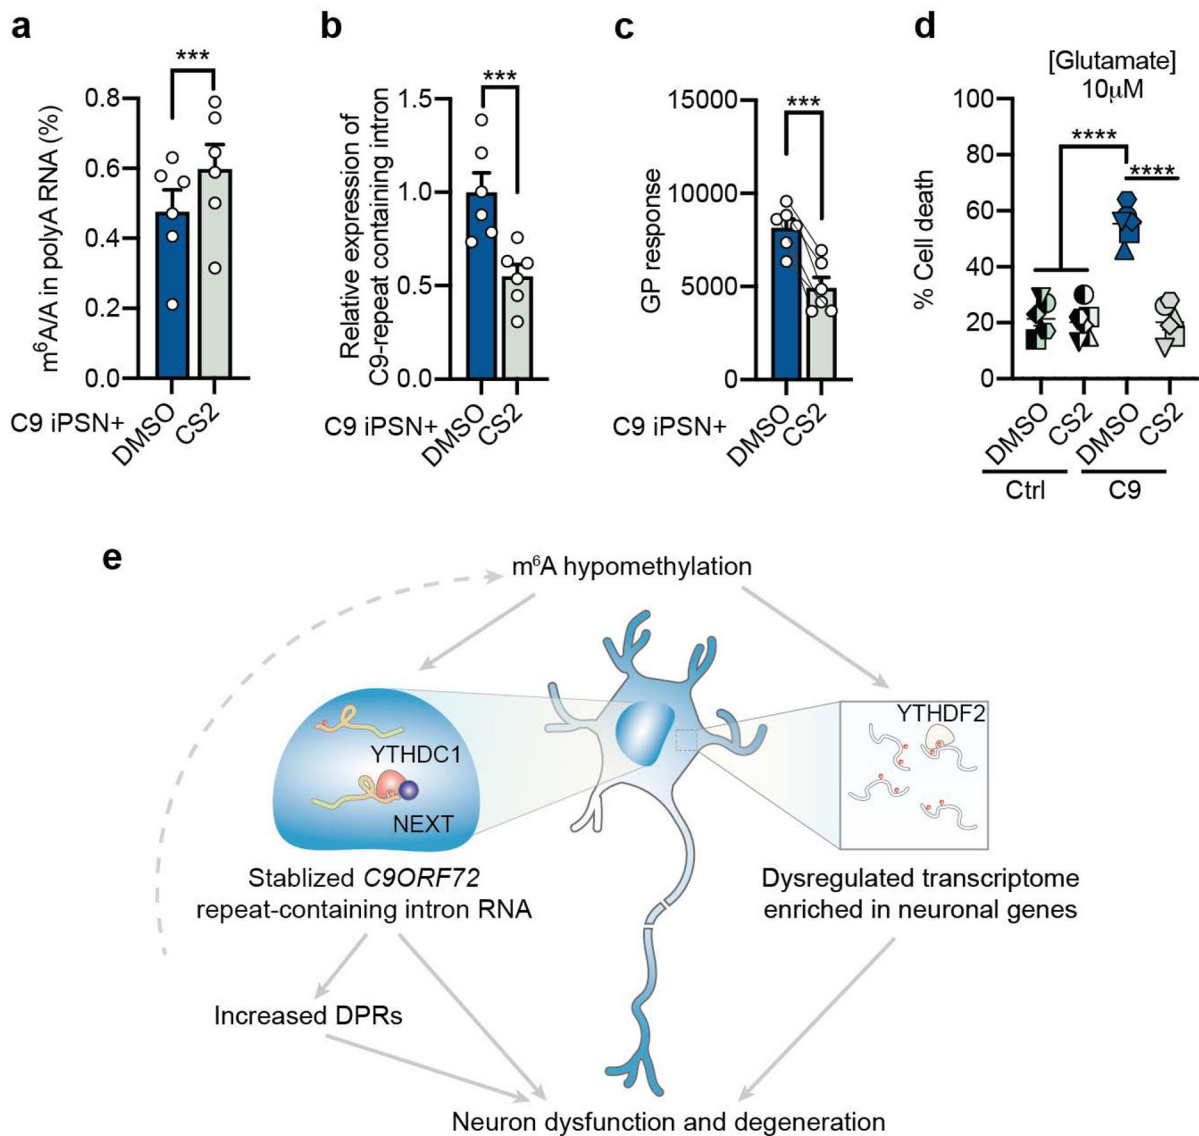 a
***
m⁶A/A in polyA RNA (%)
0.8
0.6
0.4
0.2
0.0
C9 iPSN+
DMSO
CS2
b
***
Relative expression of
C9-repeat containing intron
1.5
1.0
0.5
0.0
C9 iPSN+
DMSO
CS2
c
***
GP response
15000
10000
5000
0
C9 iPSN+
DMSO
CS2
d
[Glutamate]
10µM
****
****
% Cell death
100
80
60
40
20
0
DMSO
CS2
DMSO
CS2
Ctrl
C9
e
m⁶A hypomethylation
YTHDC1
NEXT
YTHDF2
Stablized C9ORF72
repeat-containing intron RNA
Dysregulated transcriptome
enriched in neuronal genes
Increased DPRs
Neuron dysfunction and degeneration